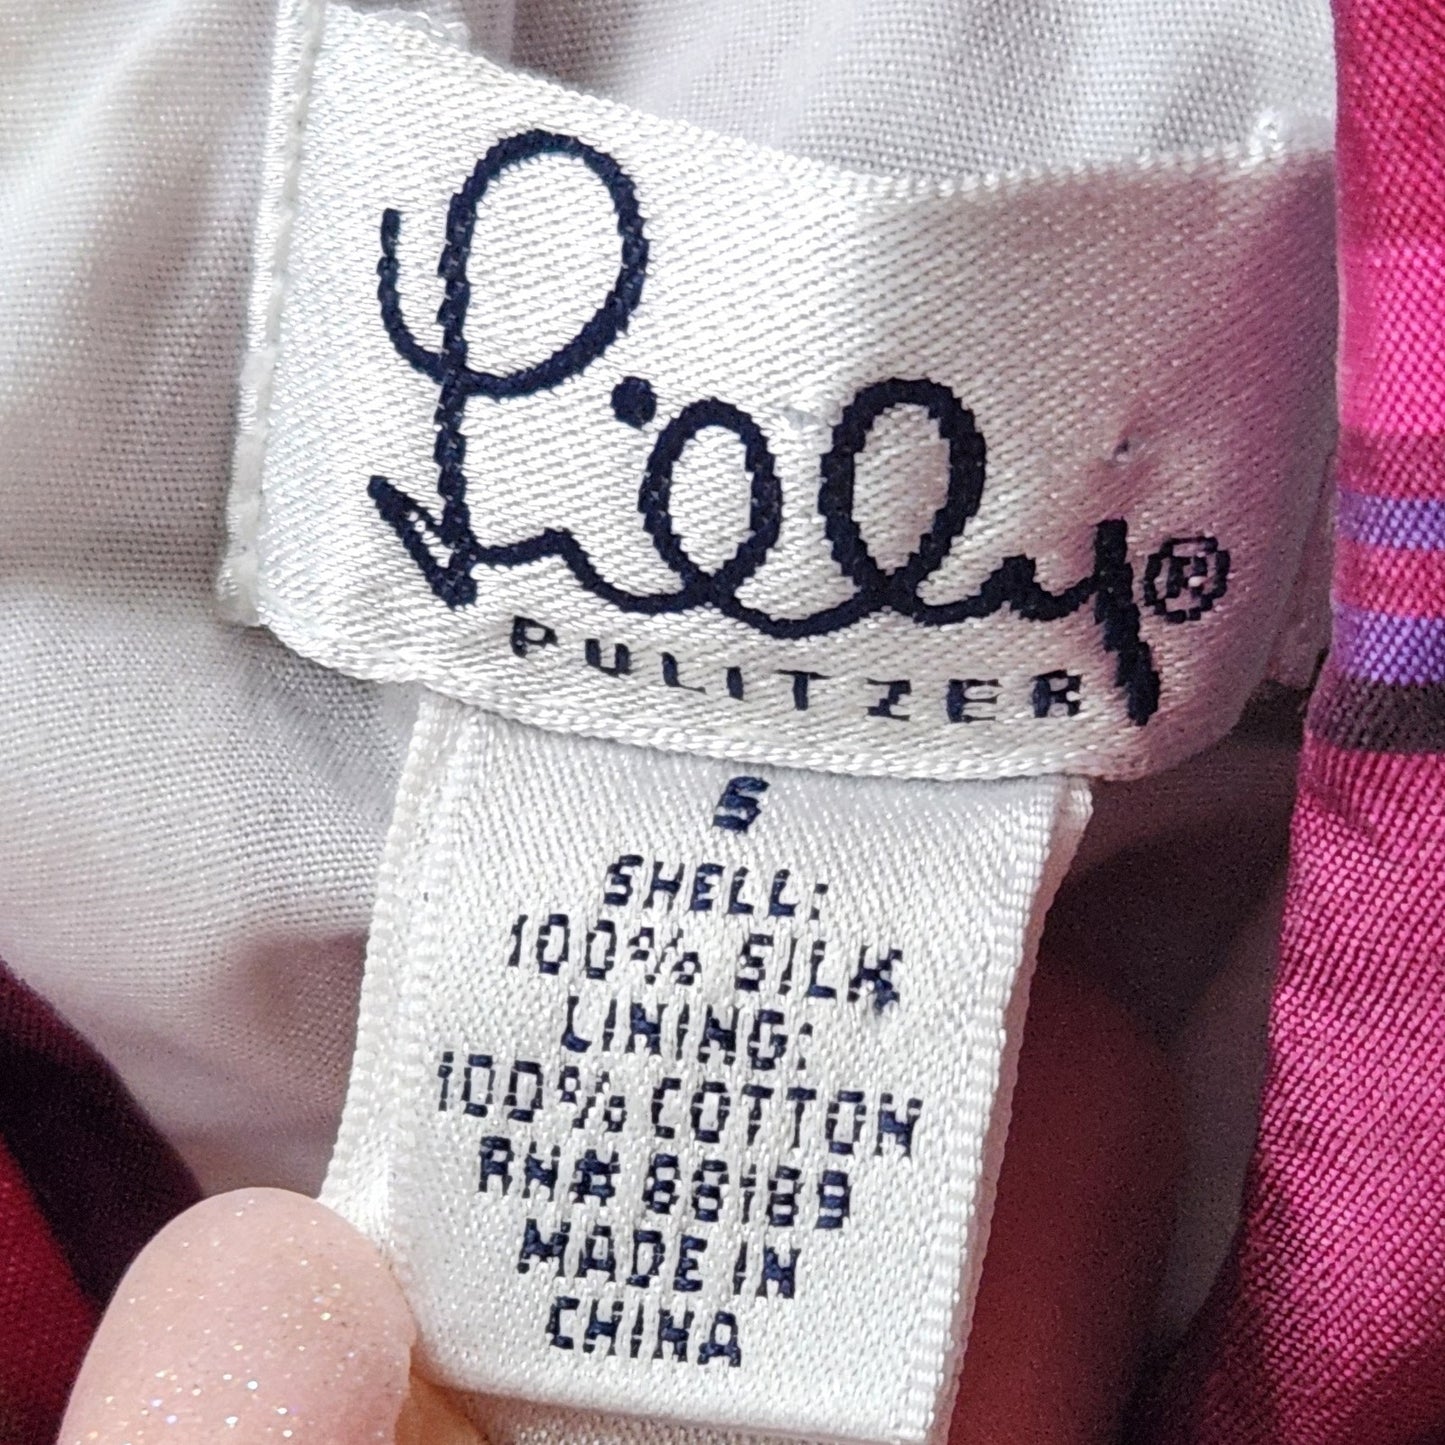 Lilly®
PULITZER
S
SHELL:
100% SILK
LINING:
100% COTTON
RN# 88189
MADE IN
CHINA